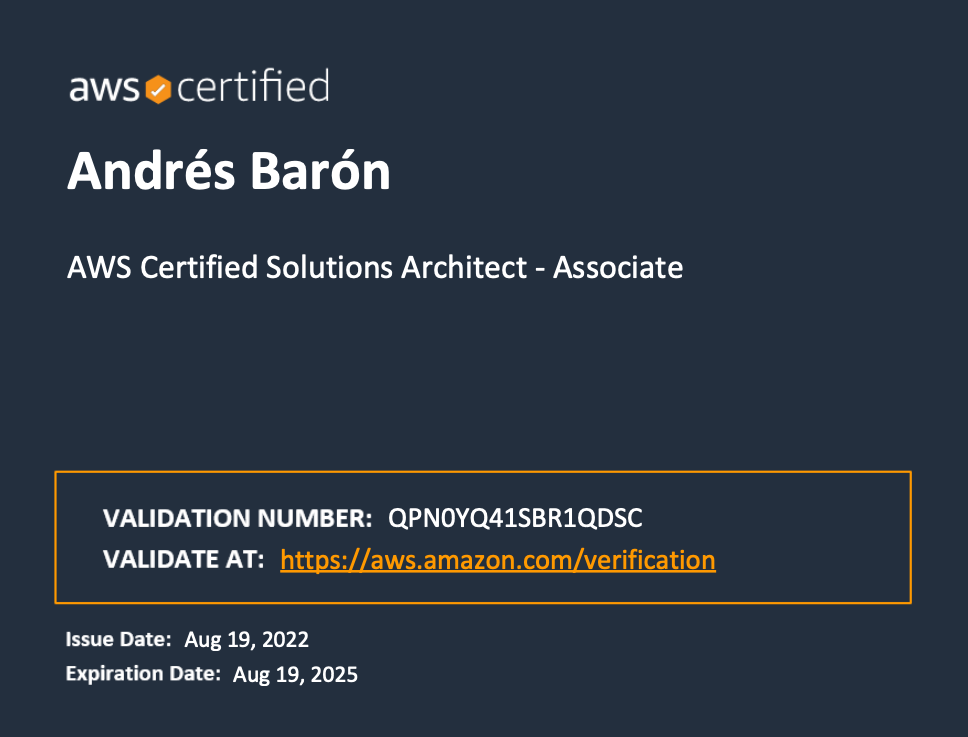 aws certified
Andrés Barón
AWS Certified Solutions Architect - Associate
VALIDATION NUMBER: QPN0YQ41SBR1QDSC
VALIDATE AT: https://aws.amazon.com/verification
Issue Date: Aug 19, 2022
Expiration Date: Aug 19, 2025